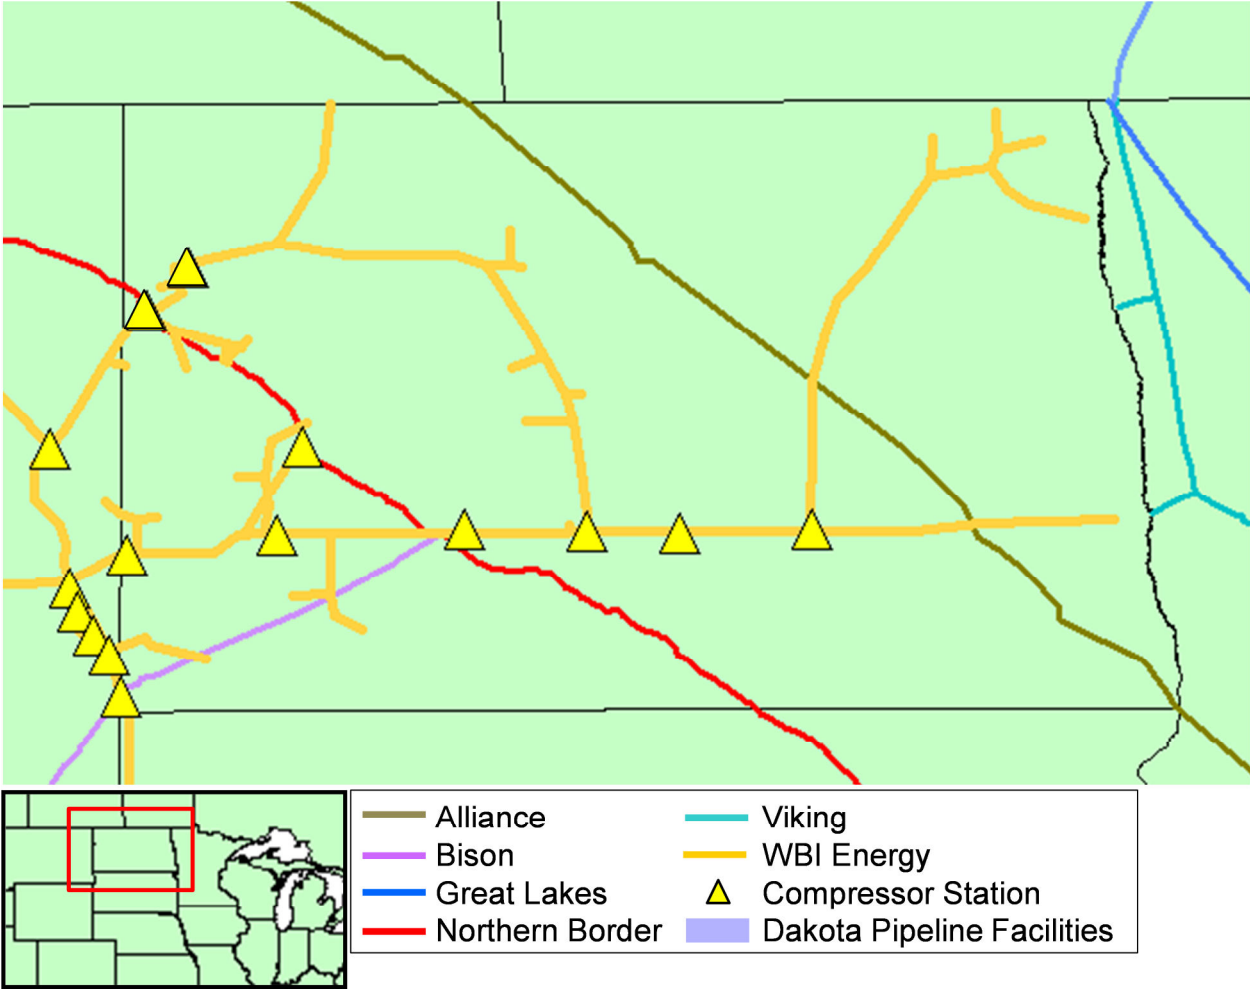 Alliance
Bison
Great Lakes
Northern Border
Viking
WBI Energy
Compressor Station
Dakota Pipeline Facilities